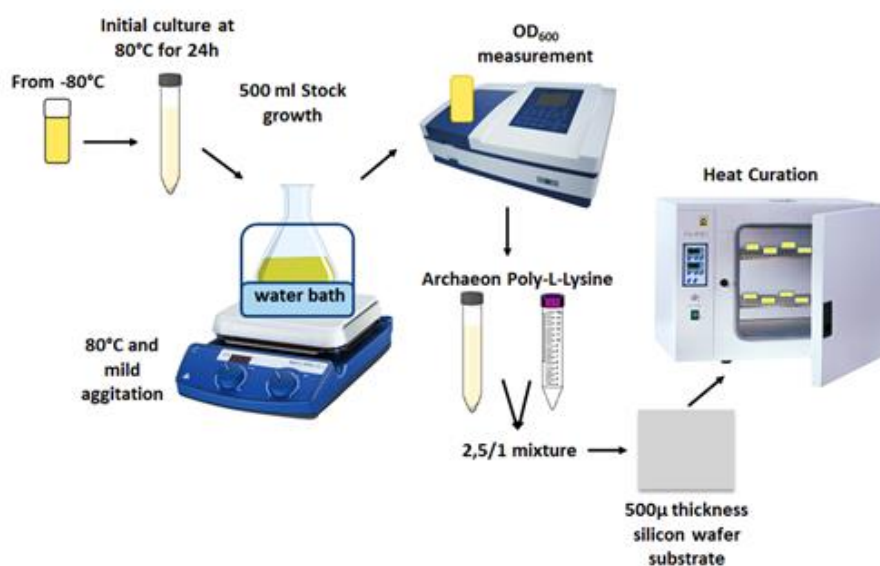 Initial culture at
80°C for 24h
From -80°C
500 ml Stock
growth
OD600
measurement
Heat Curation
water bath
80°C and
mild
aggitation
Archaeon Poly-L-Lysine
2,5/1 mixture
500μ thickness
silicon wafer
substrate